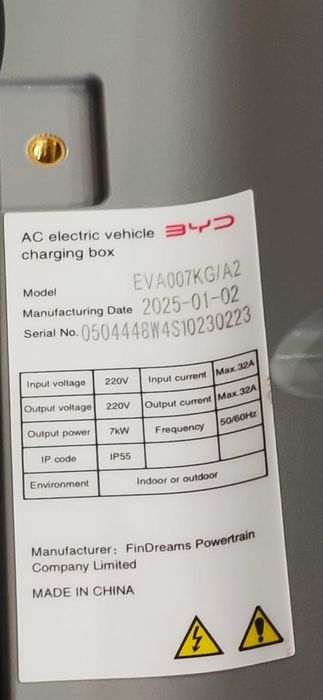 AC electric vehicle BYD
charging box
Model EVA007KG/A2
Manufacturing Date 2025-01-02
Serial No. 0504448W4S10230223
Input voltage 220V Input current Max.32A
Output voltage 220V Output current Max.32A
Output power 7kW Frequency 50/60Hz
IP code IP55
Environment Indoor or outdoor
Manufacturer: FinDreams Powertrain
Company Limited
MADE IN CHINA